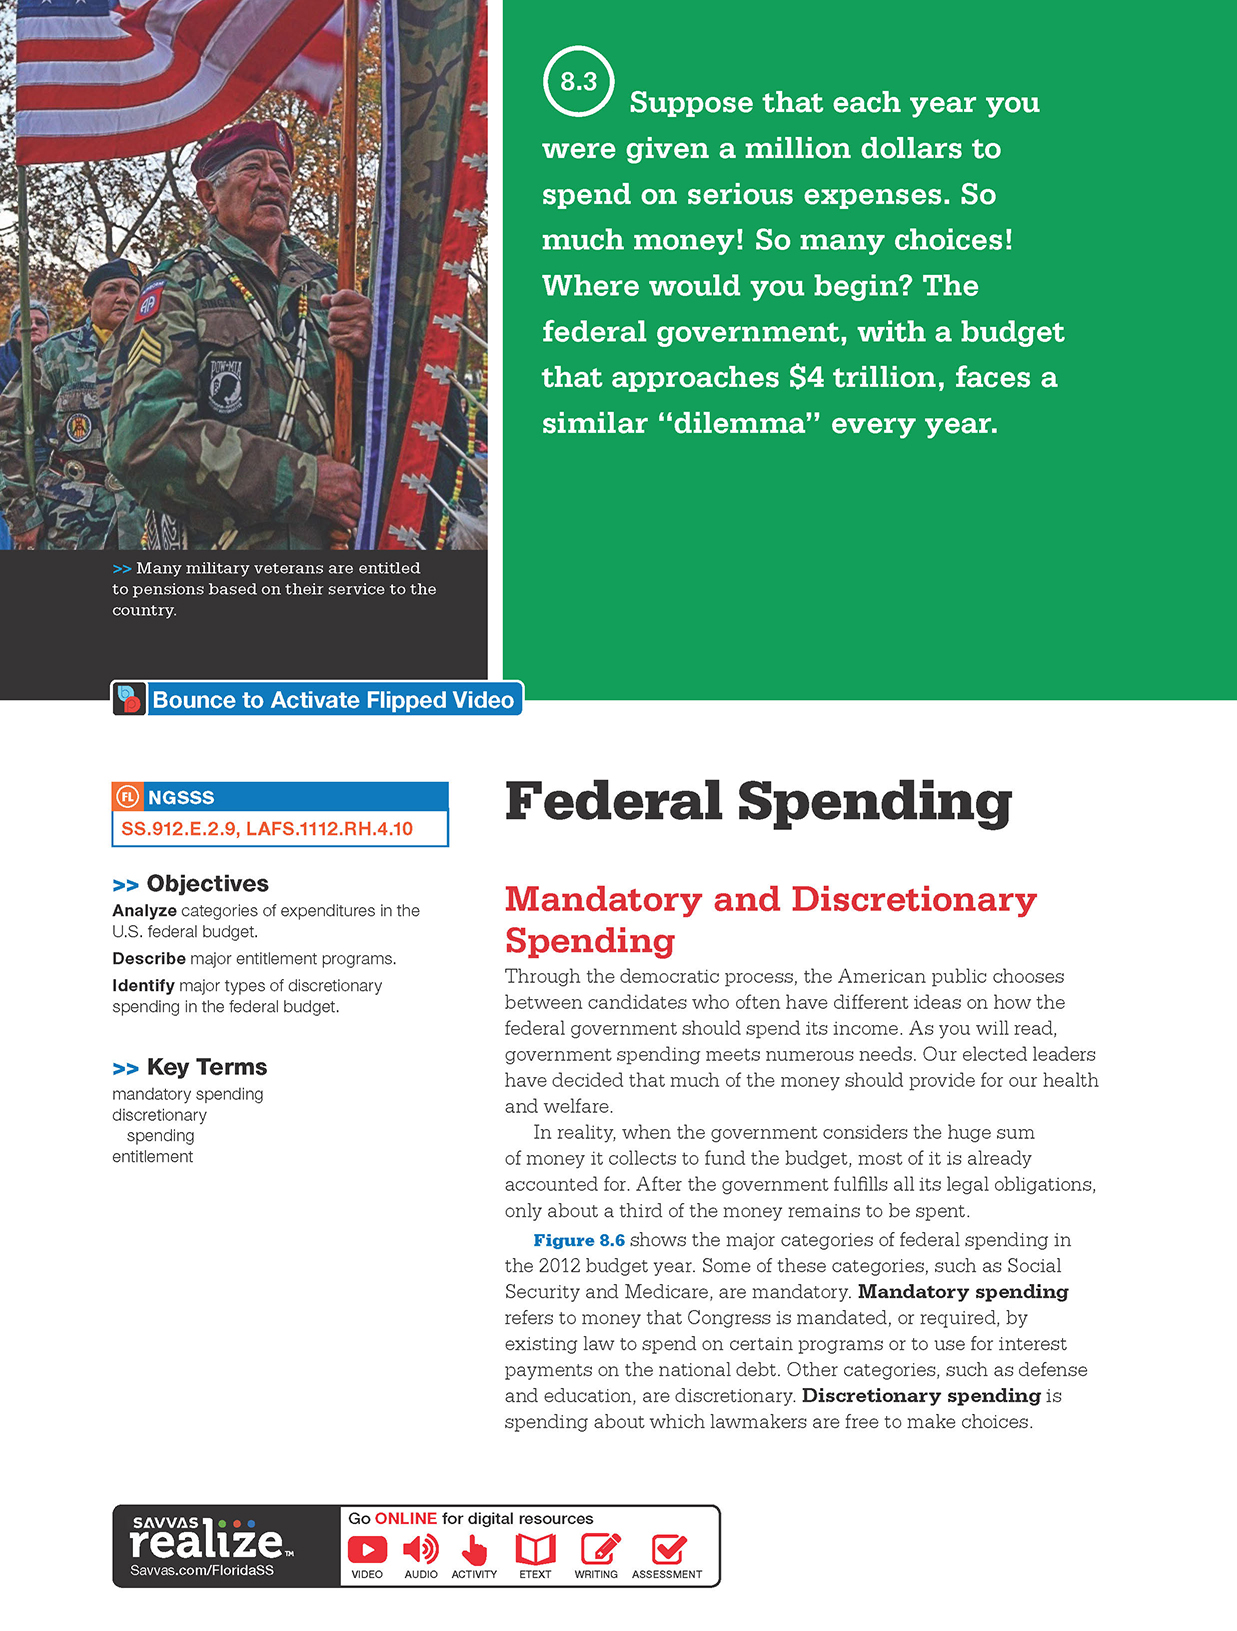 8.3
Suppose that each year you
were given a million dollars to
spend on serious expenses. So
much money! So many choices!
Where would you begin? The
federal government, with a budget
that approaches $4 trillion, faces a
similar “dilemma” every year.
AIRBORNE
AA
POW★MIA
>> Many military veterans are entitled
to pensions based on their service to the
country.
Bounce to Activate Flipped Video
FL NGSSS
SS.912.E.2.9, LAFS.1112.RH.4.10
>> Objectives
Analyze categories of expenditures in the
U.S. federal budget.
Describe major entitlement programs.
Identify major types of discretionary
spending in the federal budget.
>> Key Terms
mandatory spending
discretionary
spending
entitlement
Federal Spending
Mandatory and Discretionary
Spending
Through the democratic process, the American public chooses
between candidates who often have different ideas on how the
federal government should spend its income. As you will read,
government spending meets numerous needs. Our elected leaders
have decided that much of the money should provide for our health
and welfare.
In reality, when the government considers the huge sum
of money it collects to fund the budget, most of it is already
accounted for. After the government fulfills all its legal obligations,
only about a third of the money remains to be spent.
Figure 8.6 shows the major categories of federal spending in
the 2012 budget year. Some of these categories, such as Social
Security and Medicare, are mandatory. Mandatory spending
refers to money that Congress is mandated, or required, by
existing law to spend on certain programs or to use for interest
payments on the national debt. Other categories, such as defense
and education, are discretionary. Discretionary spending is
spending about which lawmakers are free to make choices.
SAVVAS
realize™
Savvas.com/FloridaSS
Go ONLINE for digital resources
VIDEO AUDIO ACTIVITY ETEXT WRITING ASSESSMENT